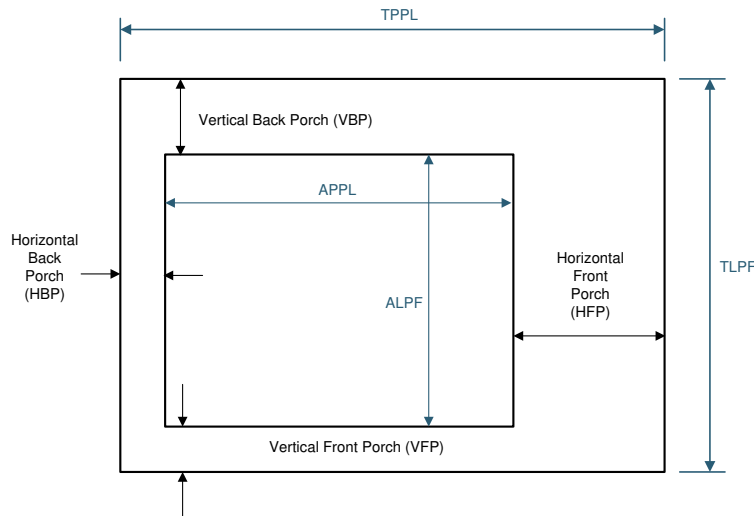 TPPL
Vertical Back Porch (VBP)
APPL
Horizontal
Back
Porch
(HBP)
Horizontal
Front
Porch
(HFP)
TLPF
ALPF
Vertical Front Porch (VFP)